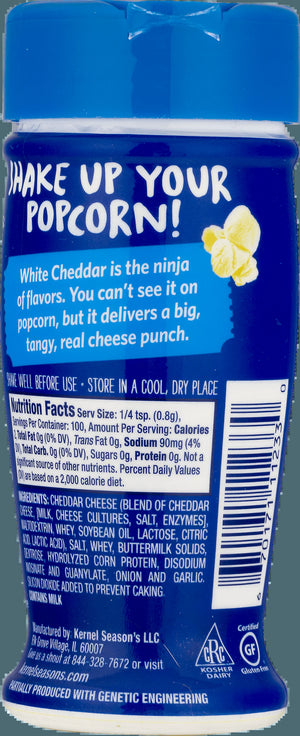 SHAKE UP YOUR
POPCORN!
White Cheddar is the ninja
of flavors. You can't see it on
popcorn, but it delivers a big,
tangy, real cheese punch.
SHAKE WELL BEFORE USE • STORE IN A COOL, DRY PLACE
Nutrition Facts Serv Size: 1/4 tsp. (0.8g),
Servings Per Container: 100, Amount Per Serving: Calories
Total Fat 0g (0% DV), Trans Fat 0g, Sodium 90mg (4%
DV), Total Carb. 0g (0% DV), Sugars 0g, Protein 0g. Not a
significant source of other nutrients. Percent Daily Values
(DV) are based on a 2,000 calorie diet.
INGREDIENTS: CHEDDAR CHEESE (BLEND OF CHEDDAR
CHEESE, [MILK, CHEESE CULTURES, SALT, ENZYMES],
MALTODEXTRIN, WHEY, SOYBEAN OIL, LACTOSE, CITRIC
ACID, LACTIC ACID), SALT, WHEY, BUTTERMILK SOLIDS,
DEXTROSE, HYDROLYZED CORN PROTEIN, DISODIUM
INOSINATE AND GUANYLATE, ONION AND GARLIC.
SILICON DIOXIDE ADDED TO PREVENT CAKING.
CONTAINS MILK
Manufactured by: Kernel Season's LLC
Elk Grove Village, IL 60007
Give us a shout at 844-328-7672 or visit
KernelSeasons.com
PARTIALLY PRODUCED WITH GENETIC ENGINEERING
CRC
KOSHER
DAIRY
Certified
GF
Gluten-Free
0